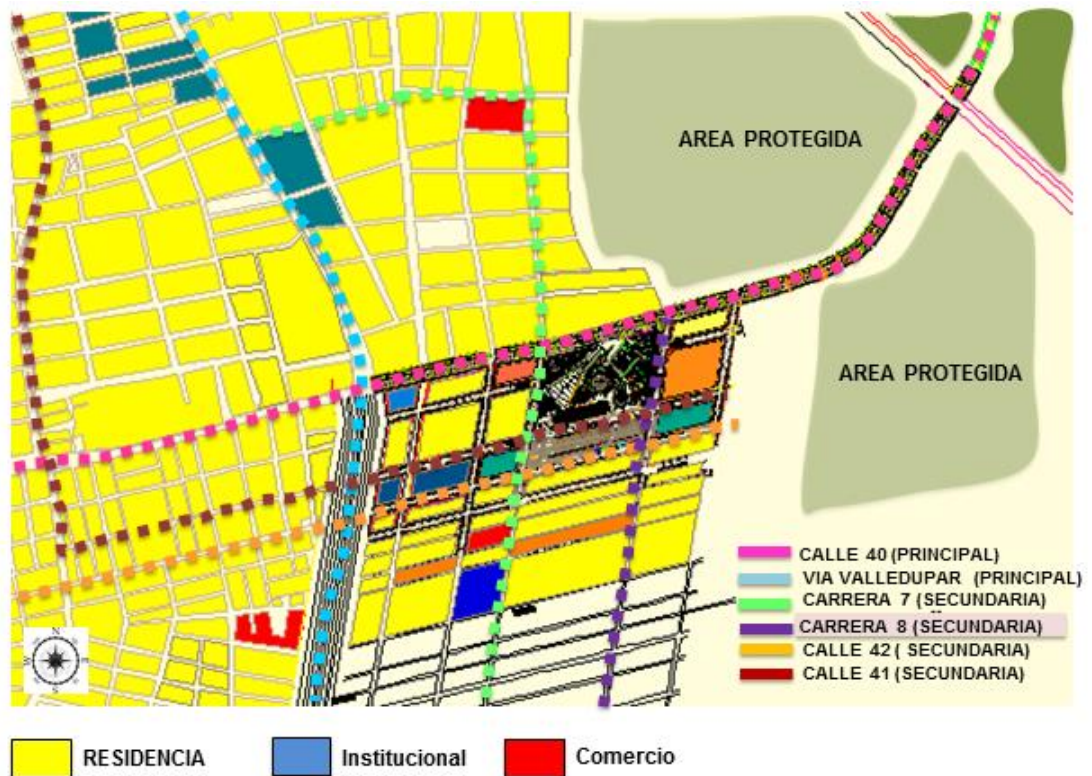 AREA PROTEGIDA
AREA PROTEGIDA
CALLE 40 (PRINCIPAL)
VIA VALLEDUPAR (PRINCIPAL)
CARRERA 7 (SECUNDARIA)
CARRERA 8 (SECUNDARIA)
CALLE 42 ( SECUNDARIA)
CALLE 41 (SECUNDARIA)
N
W
S
RESIDENCIA Institucional Comercio